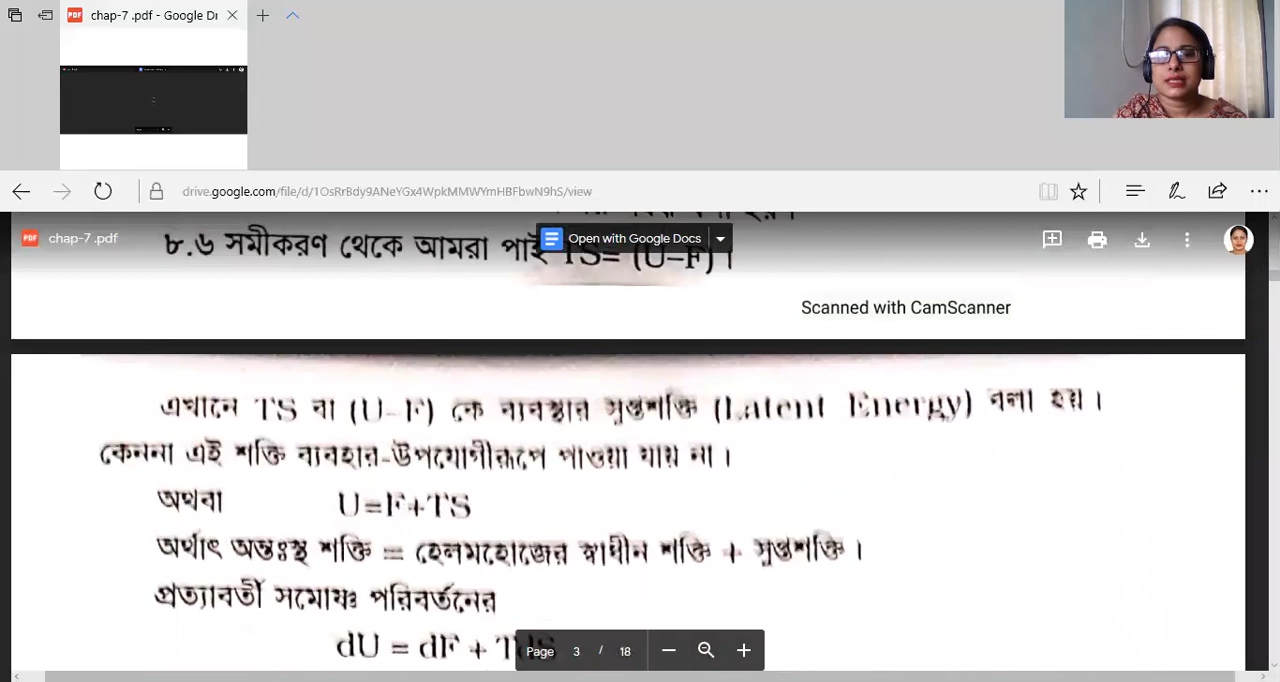 chap-7 .pdf - Google Dr
drive.google.com/file/d/1OsRrBdy9ANeYGx4WpkMMWYmHBFbwN9hS/view
chap-7 .pdf
Open with Google Docs
৮.৬ সমীকরণ থেকে আমরা পাই TS= (U–F)।
Scanned with CamScanner
এখানে TS বা (U–F) কে ব্যবস্থার সুপ্তশক্তি (Latent Energy) বলা হয়।
কেননা এই শক্তি ব্যবহার-উপযোগীরূপে পাওয়া যায় না।
অথবা U=F+TS
অর্থাৎ অন্তঃস্থ শক্তি = হেলমহোজের স্বাধীন শক্তি + সুপ্তশক্তি।
প্রত্যাবর্তী সমোষ্ণ পরিবর্তনের
dU = dF + TdS
Page 3 / 18